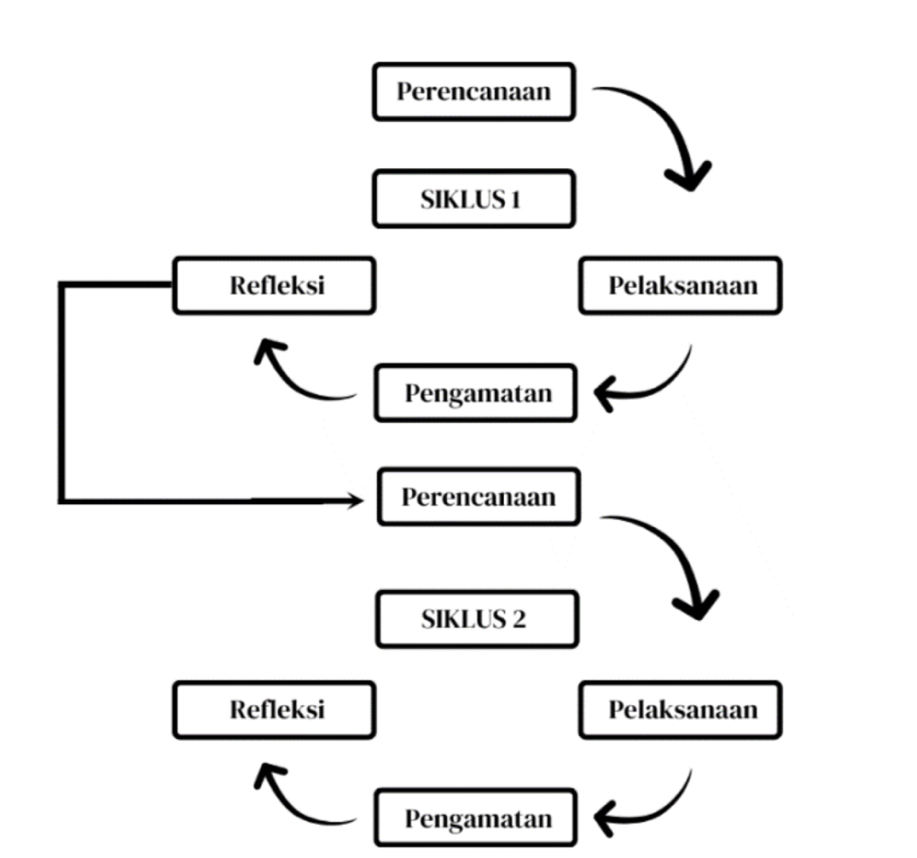 Perencanaan
SIKLUS 1
Refleksi
Pelaksanaan
Pengamatan
Perencanaan
SIKLUS 2
Refleksi
Pelaksanaan
Pengamatan